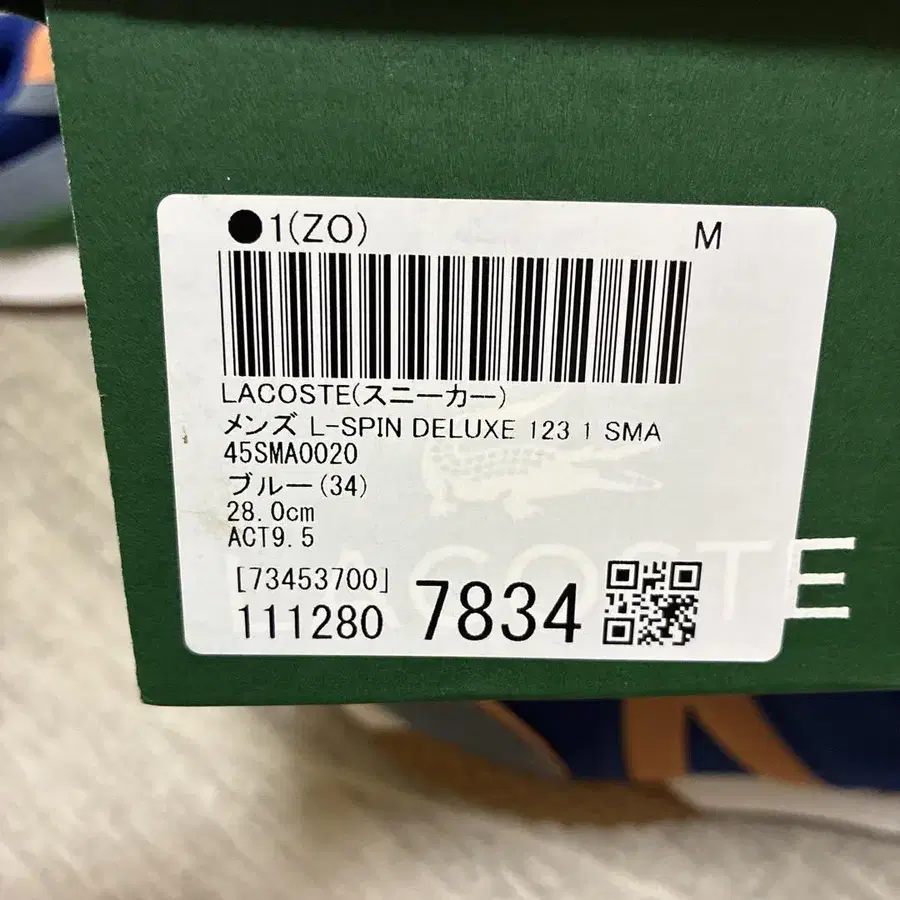 ●1(ZO) M
LACOSTE(スニーカー)
メンズ L-SPIN DELUXE 123 1 SMA
45SMA0020
ブルー(34)
28.0cm
ACT9.5
[73453700]
111280 7834
LACOSTE